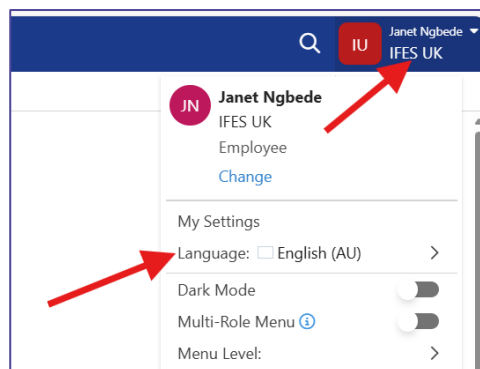 IU
Janet Ngbede
IFES UK
JN
Janet Ngbede
IFES UK
Employee
Change
My Settings
Language: English (AU)
Dark Mode
Multi-Role Menu
Menu Level: